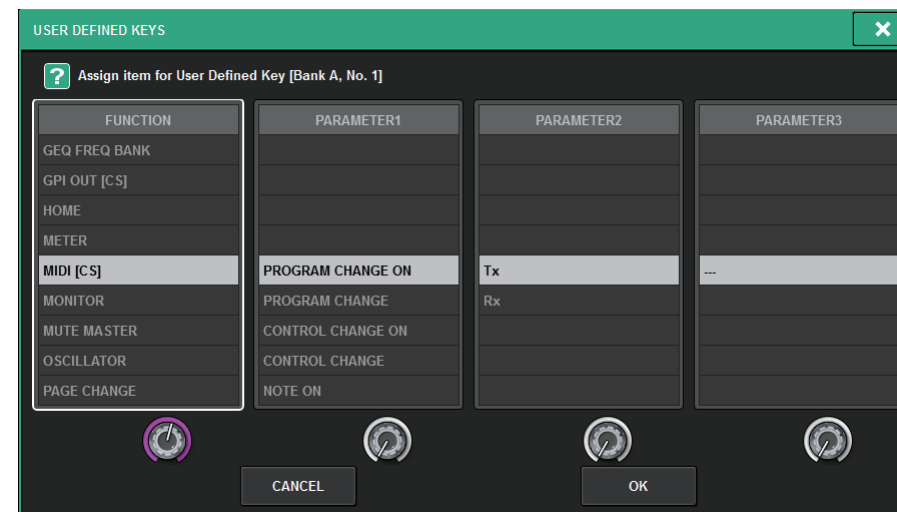 USER DEFINED KEYS
? Assign item for User Defined Key [Bank A, No. 1]
FUNCTION PARAMETER1 PARAMETER2 PARAMETER3
GEQ FREQ BANK
GPI OUT [CS]
HOME
METER
MIDI [CS] PROGRAM CHANGE ON Tx ---
MONITOR PROGRAM CHANGE Rx
MUTE MASTER CONTROL CHANGE ON
OSCILLATOR CONTROL CHANGE
PAGE CHANGE NOTE ON
CANCEL OK